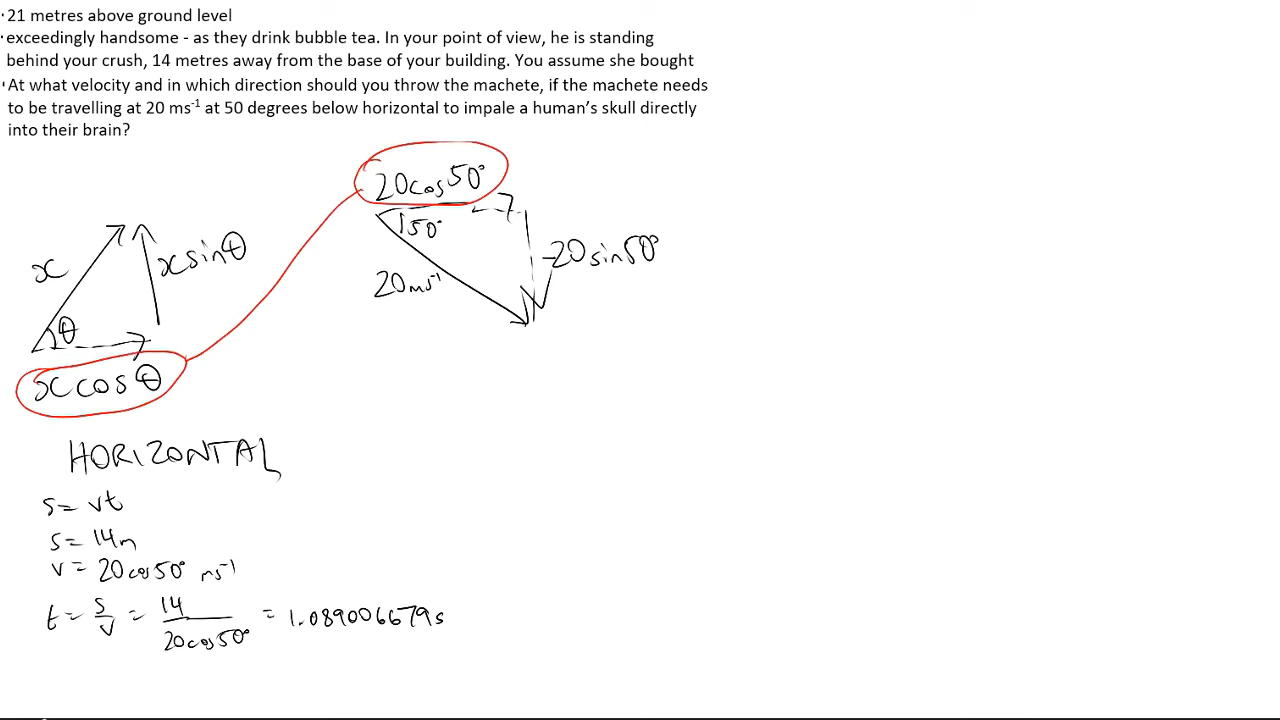 ·21 metres above ground level
·exceedingly handsome - as they drink bubble tea. In your point of view, he is standing
behind your crush, 14 metres away from the base of your building. You assume she bought
·At what velocity and in which direction should you throw the machete, if the machete needs
to be travelling at 20 ms⁻¹ at 50 degrees below horizontal to impale a human's skull directly
into their brain?
20cos50°
50°
-20sin50°
20ms⁻¹
x
xsinθ
θ
xcosθ
HORIZONTAL
s= vt
s= 14m
v= 20cos50° ms⁻¹
t= s/v = 14/20cos50° = 1.089006679s